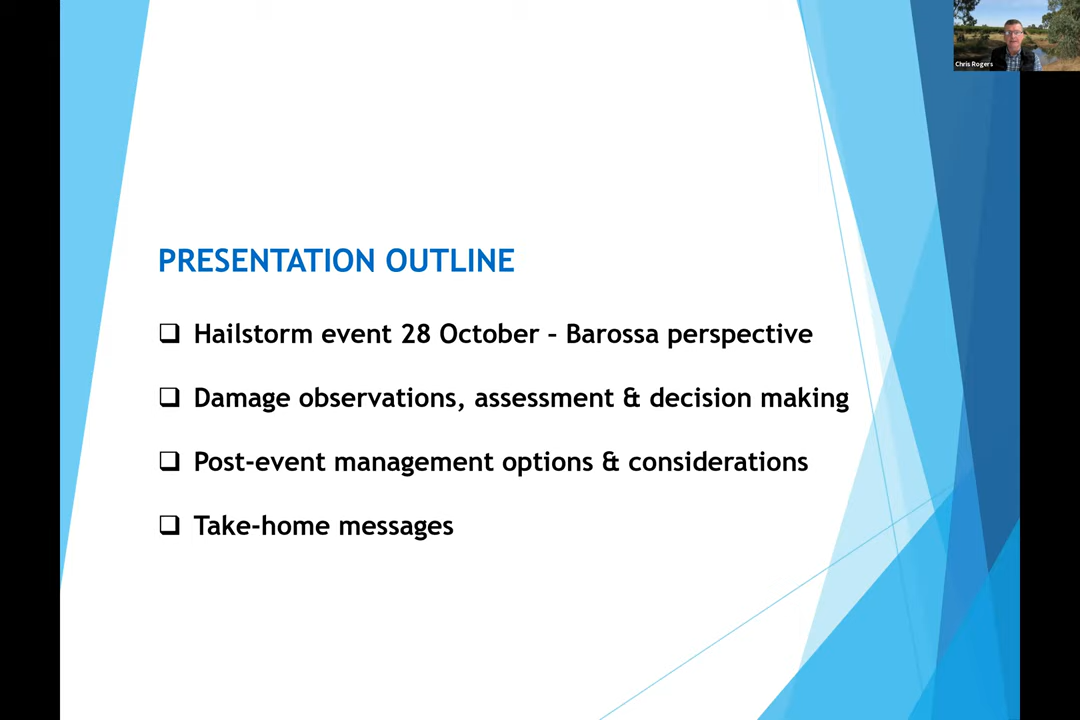 Chris Rogers
PRESENTATION OUTLINE
❑ Hailstorm event 28 October – Barossa perspective
❑ Damage observations, assessment & decision making
❑ Post-event management options & considerations
❑ Take-home messages